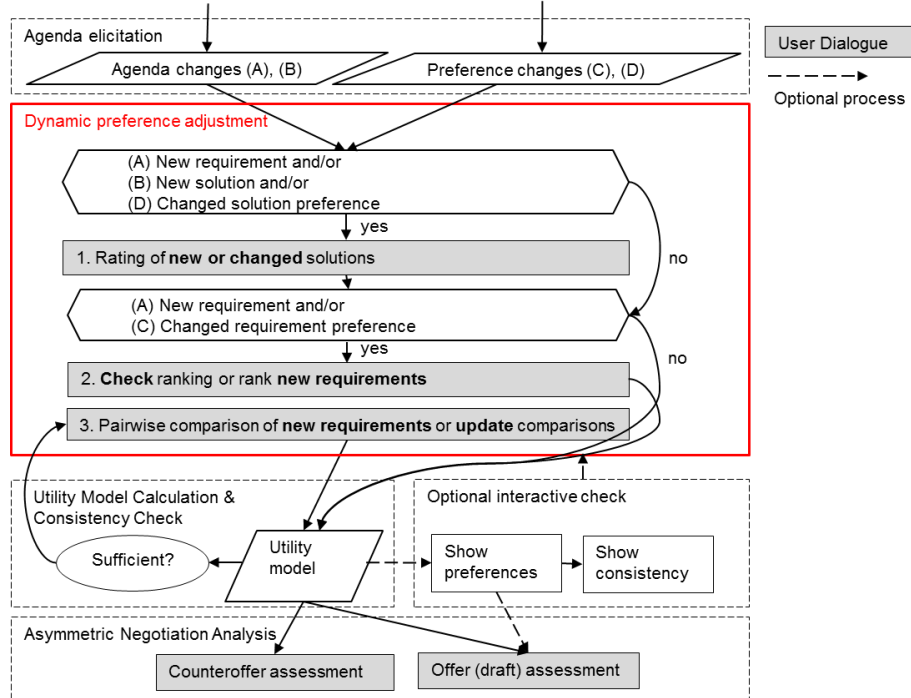 Agenda elicitation
Agenda changes (A), (B)
Preference changes (C), (D)
User Dialogue
Optional process
Dynamic preference adjustment
(A) New requirement and/or
(B) New solution and/or
(D) Changed solution preference
yes
no
1. Rating of new or changed solutions
(A) New requirement and/or
(C) Changed requirement preference
yes
no
2. Check ranking or rank new requirements
3. Pairwise comparison of new requirements or update comparisons
Utility Model Calculation &
Consistency Check
Sufficient?
Utility
model
Optional interactive check
Show
preferences
Show
consistency
Asymmetric Negotiation Analysis
Counteroffer assessment
Offer (draft) assessment